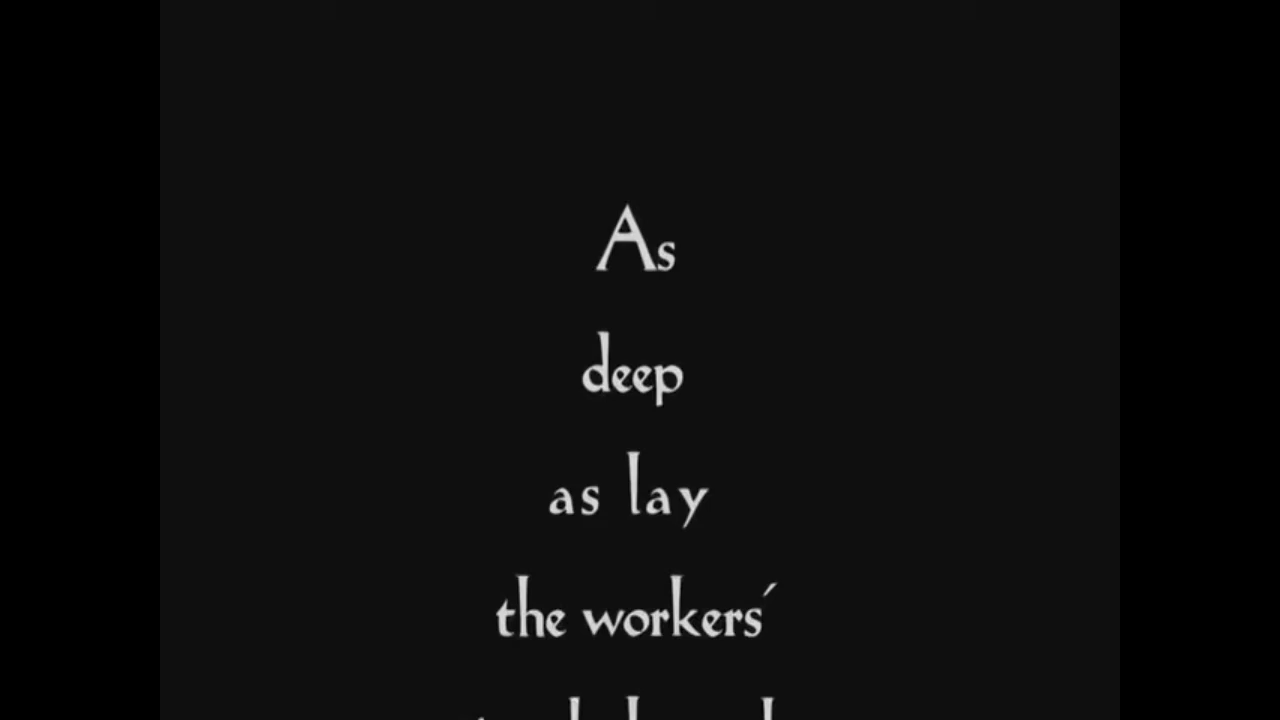 As
deep
as lay
the workers´